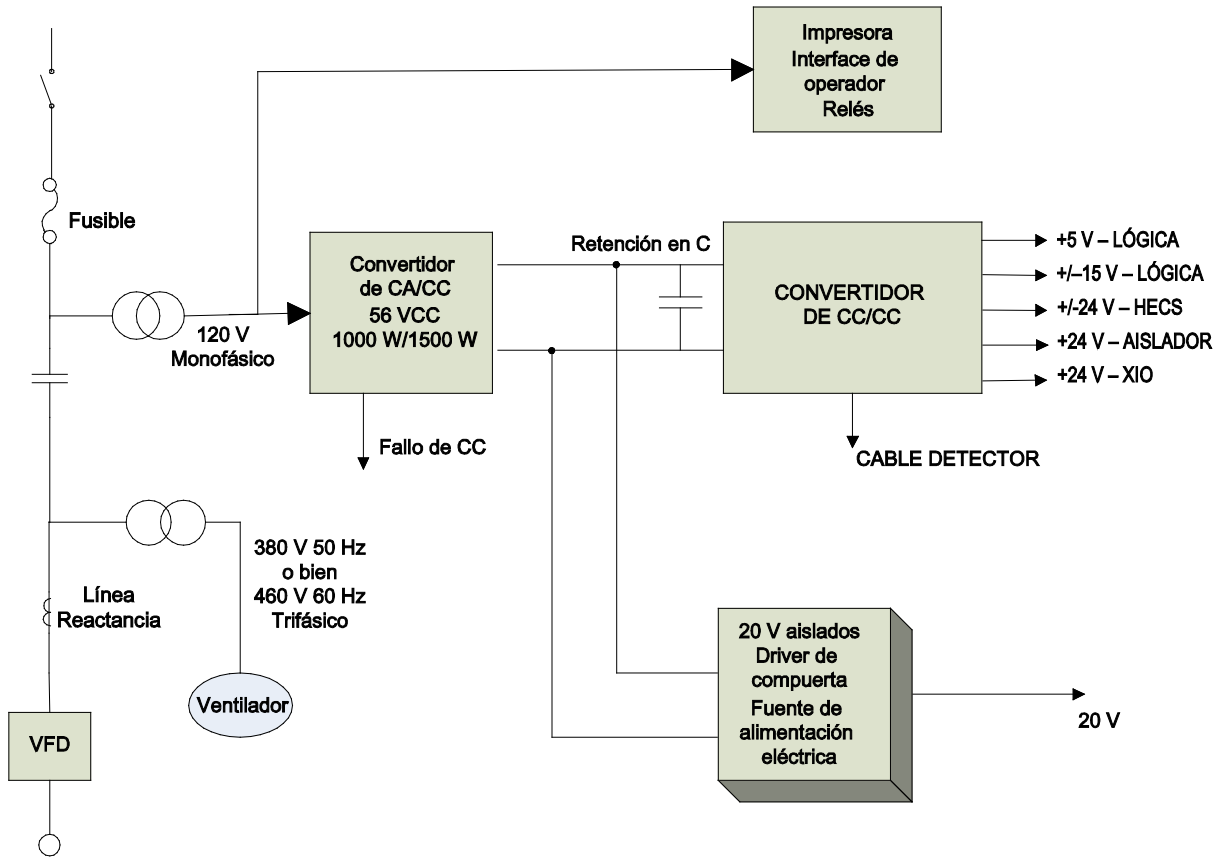 Impresora
Interface de
operador
Relés
Fusible
Retención en C
Convertidor
de CA/CC
56 VCC
1000 W/1500 W
120 V
Monofásico
CONVERTIDOR
DE CC/CC
+5 V – LÓGICA
+/–15 V – LÓGICA
+/-24 V – HECS
+24 V – AISLADOR
+24 V – XIO
Fallo de CC
CABLE DETECTOR
380 V 50 Hz
o bien
460 V 60 Hz
Trifásico
Línea
Reactancia
Ventilador
VFD
20 V aislados
Driver de
compuerta
Fuente de
alimentación
eléctrica
20 V